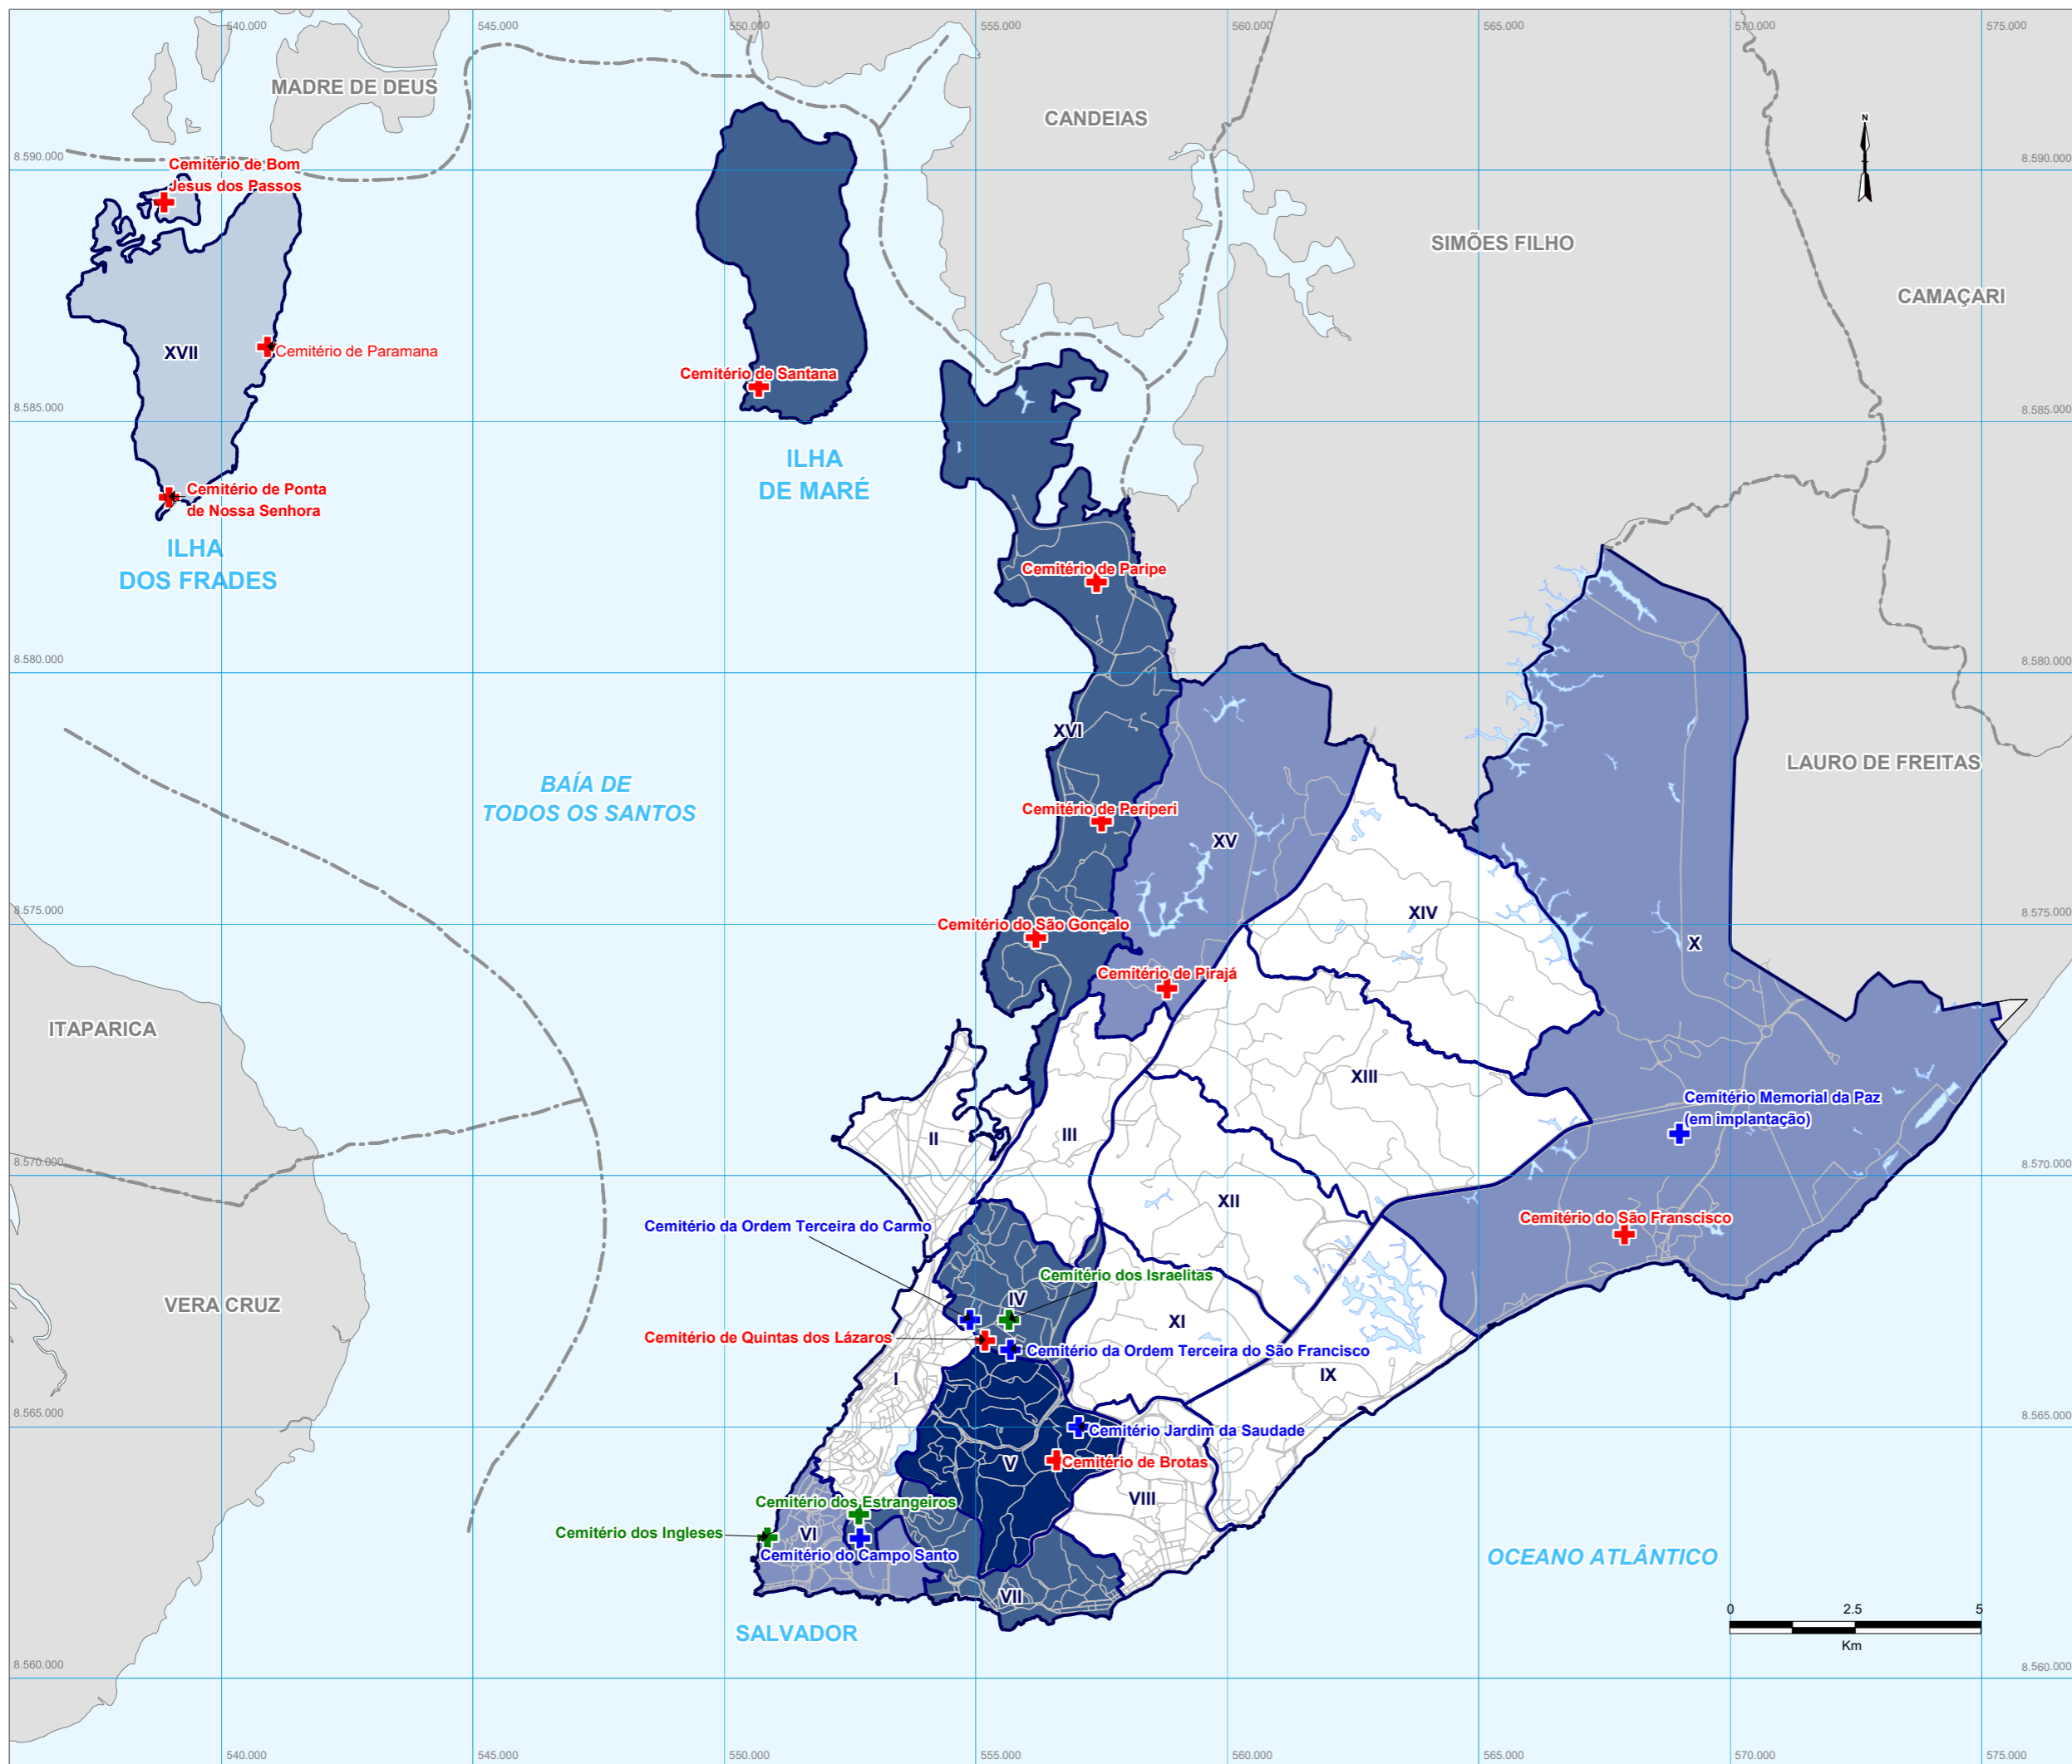 540.000
545.000
550.000
555.000
560.000
565.000
570.000
575.000
MADRE DE DEUS
CANDEIAS
N
8.590.000
8.590.000
Cemitério de Bom
Jesus dos Passos
SIMÕES FILHO
CAMAÇARI
XVII
Cemitério de Paramana
Cemitério de Santana
8.585.000
8.585.000
ILHA
DE MARÉ
Cemitério de Ponta
de Nossa Senhora
ILHA
DOS FRADES
Cemitério de Paripe
8.580.000
8.580.000
XVI
LAURO DE FREITAS
BAÍA DE
TODOS OS SANTOS
Cemitério de Periperi
XV
8.575.000
8.575.000
XIV
Cemitério do São Gonçalo
X
Cemitério de Pirajá
ITAPARICA
XIII
Cemitério Memorial da Paz
(em implantação)
II
III
8.570.000
8.570.000
XII
Cemitério da Ordem Terceira do Carmo
Cemitério do São Franscisco
Cemitério dos Israelitas
VERA CRUZ
IV
XI
Cemitério de Quintas dos Lázaros
Cemitério da Ordem Terceira do São Francisco
I
IX
8.565.000
8.565.000
Cemitério Jardim da Saudade
V
Cemitério de Brotas
VIII
Cemitério dos Estrangeiros
Cemitério dos Ingleses
VI
Cemitério do Campo Santo
OCEANO ATLÂNTICO
VII
SALVADOR
0
2.5
5
Km
8.560.000
8.560.000
540.000
545.000
550.000
555.000
560.000
565.000
570.000
575.000